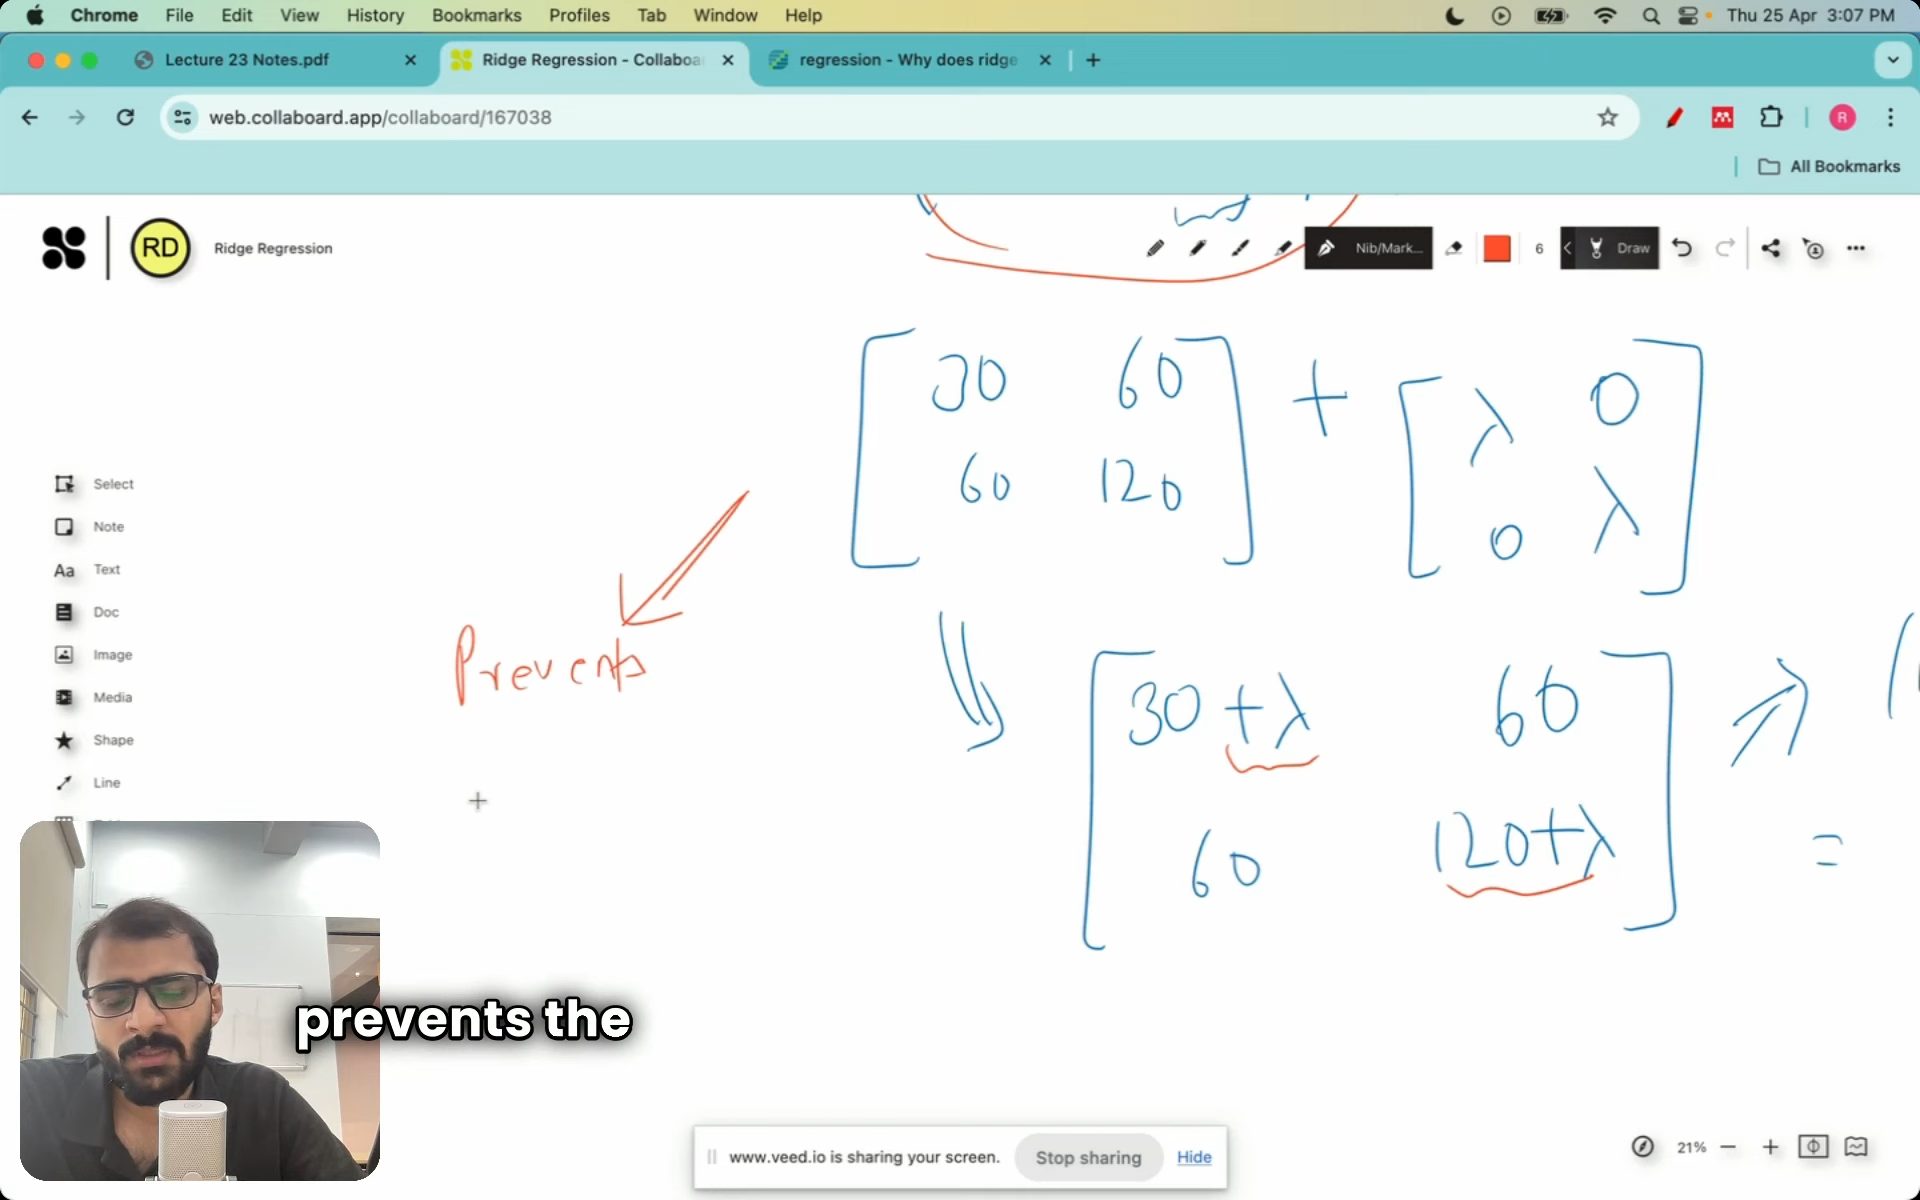 Chrome File Edit View History Bookmarks Profiles Tab Window Help Thu 25 Apr 3:07 PM
Lecture 23 Notes.pdf Ridge Regression - Collaboa regression - Why does ridge
web.collaboard.app/collaboard/167038 R
All Bookmarks
RD Ridge Regression Nib/Mark... 6 Draw
30 60 + λ 0
60 120 0 λ
Select
Note
Text
Doc
Image
Media
Shape
Line
Prevents
30 + λ 60
60 120 + λ =
prevents the
www.veed.io is sharing your screen. Stop sharing Hide
21%